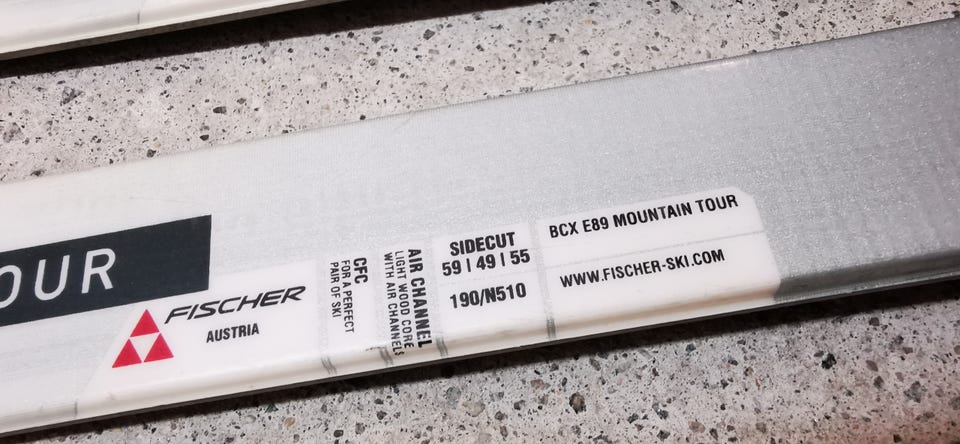 OUR
FISCHER
AUSTRIA
CFC
FOR A PERFECT
PAIR OF SKI
AIR CHANNEL
LIGHT WOOD CORE
WITH AIR CHANNELS
SIDECUT
59 | 49 | 55
190/N510
BCX E89 MOUNTAIN TOUR
WWW.FISCHER-SKI.COM